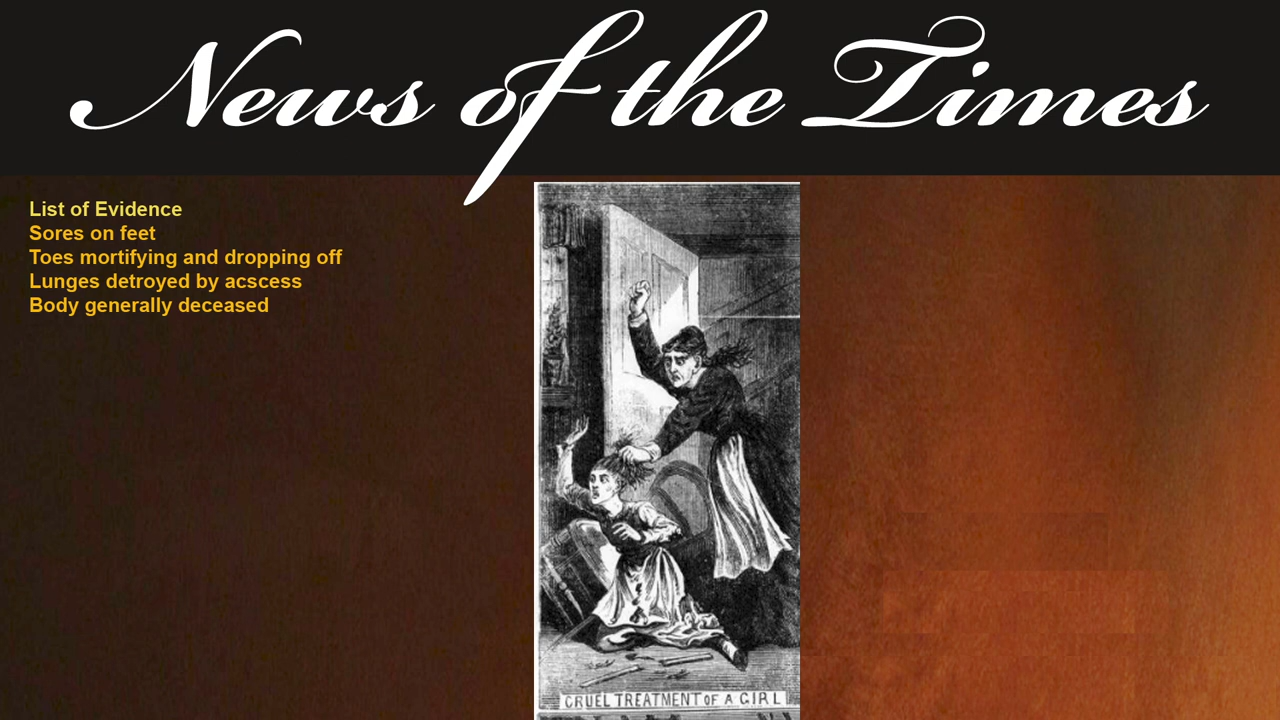 News of the Times
List of Evidence
Sores on feet
Toes mortifying and dropping off
Lunges detroyed by acscess
Body generally deceased
CRUEL TREATMENT OF A GIRL